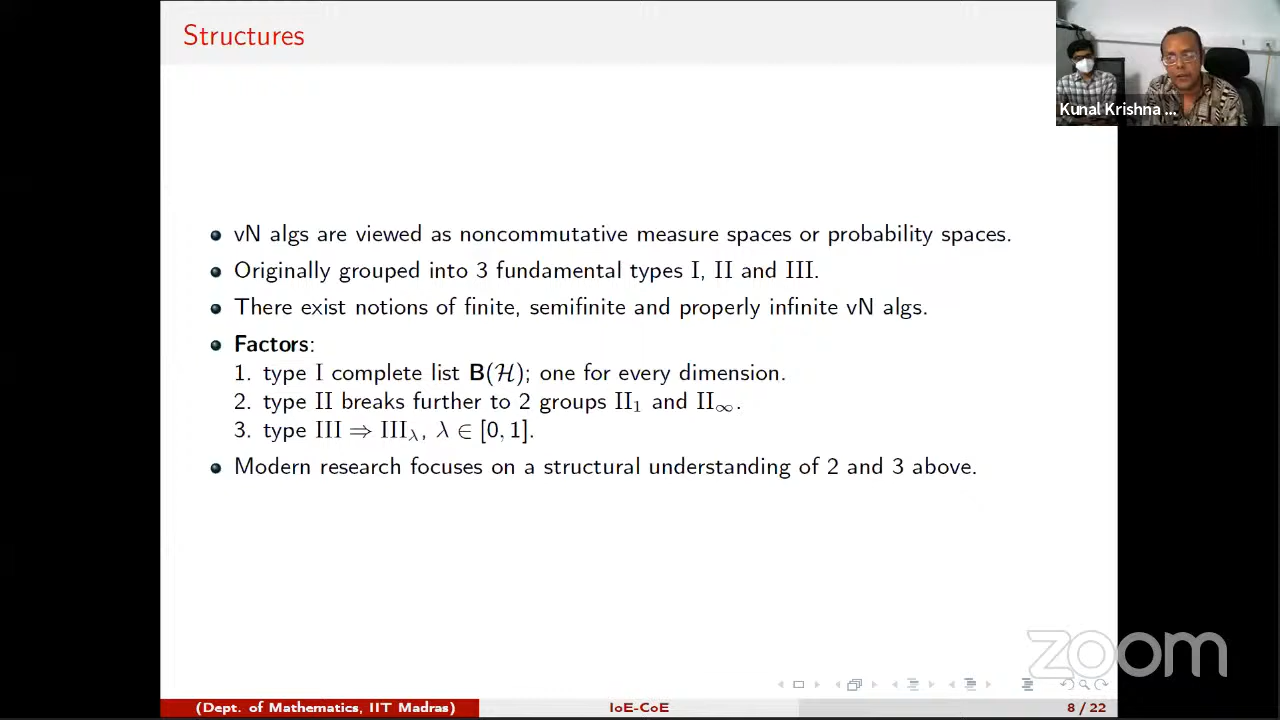 Structures
Kunal Krishna ...
vN algs are viewed as noncommutative measure spaces or probability spaces.
Originally grouped into 3 fundamental types I, II and III.
There exist notions of finite, semifinite and properly infinite vN algs.
Factors:
1. type I complete list B(ℋ); one for every dimension.
2. type II breaks further to 2 groups II₁ and II∞.
3. type III ⇒ III_λ, λ ∈ [0, 1].
Modern research focuses on a structural understanding of 2 and 3 above.
zoom
(Dept. of Mathematics, IIT Madras)
IoE-CoE
8 / 22